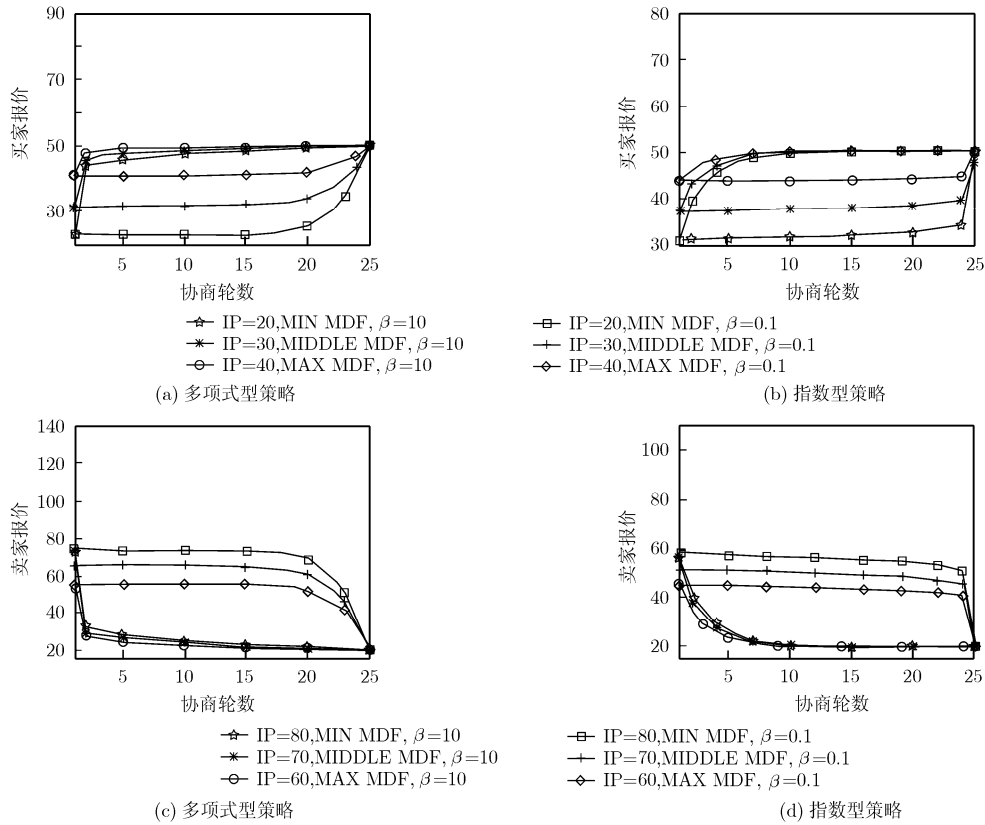 90
70
50
30
买家报价
5
10
15
20
25
协商轮数
80
70
60
50
40
30
买家报价
5
10
15
20
25
协商轮数
IP=20,MIN MDF, β=10
IP=30,MIDDLE MDF, β=10
IP=40,MAX MDF, β=10
IP=20,MIN MDF, β=0.1
IP=30,MIDDLE MDF, β=0.1
IP=40,MAX MDF, β=0.1
(a) 多项式型策略
(b) 指数型策略
140
120
100
80
60
40
20
卖家报价
5
10
15
20
25
协商轮数
100
80
60
40
20
卖家报价
5
10
15
20
25
协商轮数
IP=80,MIN MDF, β=10
IP=70,MIDDLE MDF, β=10
IP=60,MAX MDF, β=10
IP=80,MIN MDF, β=0.1
IP=70,MIDDLE MDF, β=0.1
IP=60,MAX MDF, β=0.1
(c) 多项式型策略
(d) 指数型策略